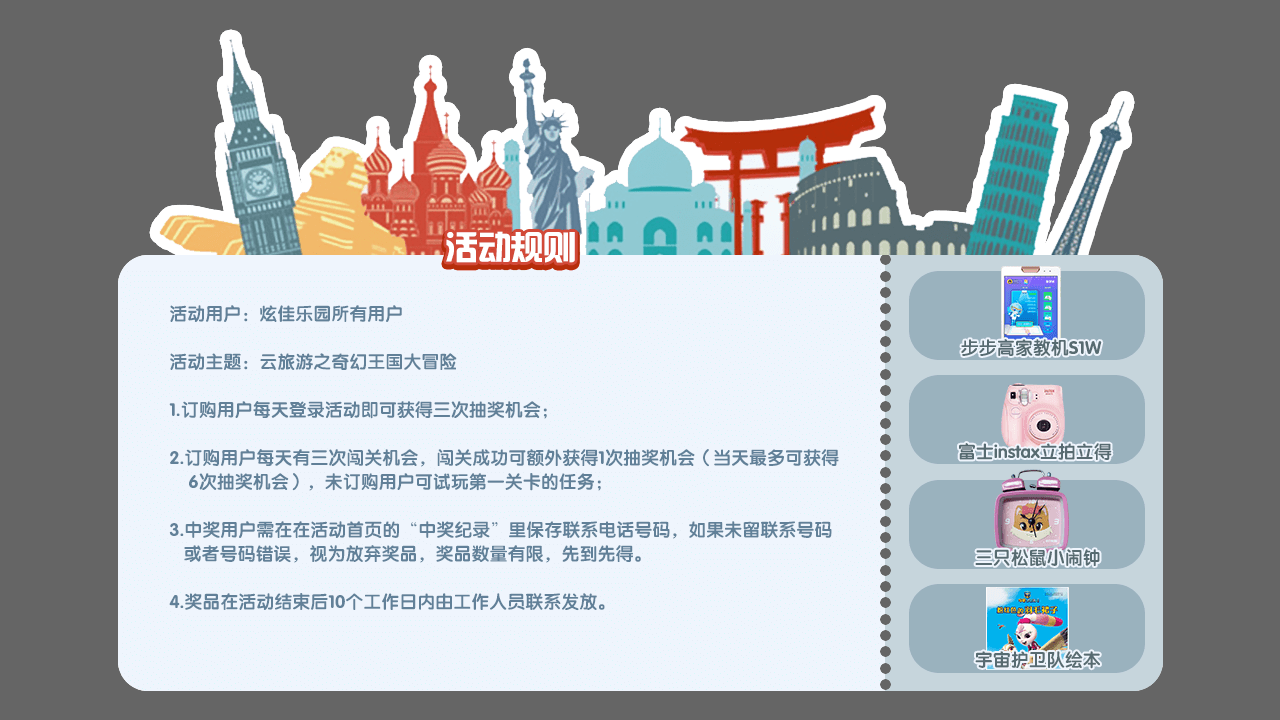 活动规则
活动用户：炫佳乐园所有用户
活动主题：云旅游之奇幻王国大冒险
1.订购用户每天登录活动即可获得三次抽奖机会；
2.订购用户每天有三次闯关机会，闯关成功可额外获得1次抽奖机会（当天最多可获得
6次抽奖机会），未订购用户可试玩第一关卡的任务；
3.中奖用户需在在活动首页的“中奖纪录”里保存联系电话号码，如果未留联系号码
或者号码错误，视为放弃奖品，奖品数量有限，先到先得。
4.奖品在活动结束后10个工作日内由工作人员联系发放。
步步高家教机S1W
富士instax立拍立得
三只松鼠小闹钟
宇宙护卫队绘本